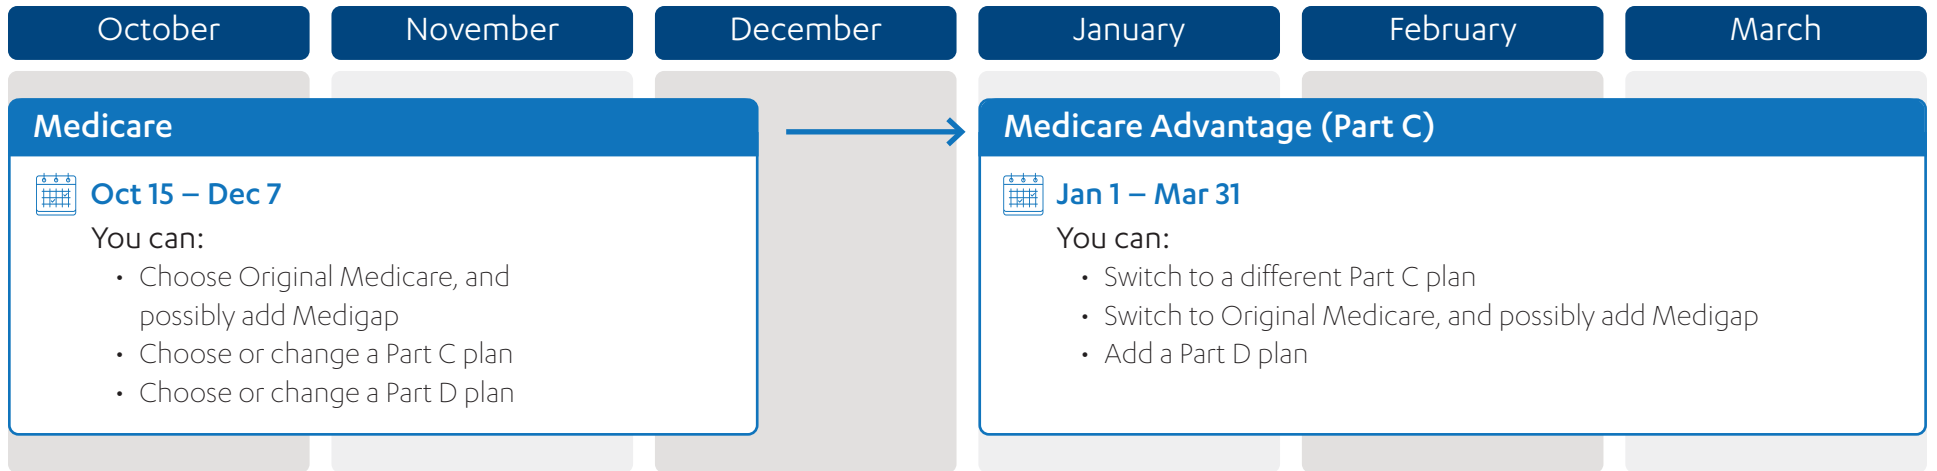 October
November
December
January
February
March
Medicare
Oct 15 – Dec 7
You can:
• Choose Original Medicare, and
possibly add Medigap
• Choose or change a Part C plan
• Choose or change a Part D plan
Medicare Advantage (Part C)
Jan 1 – Mar 31
You can:
• Switch to a different Part C plan
• Switch to Original Medicare, and possibly add Medigap
• Add a Part D plan